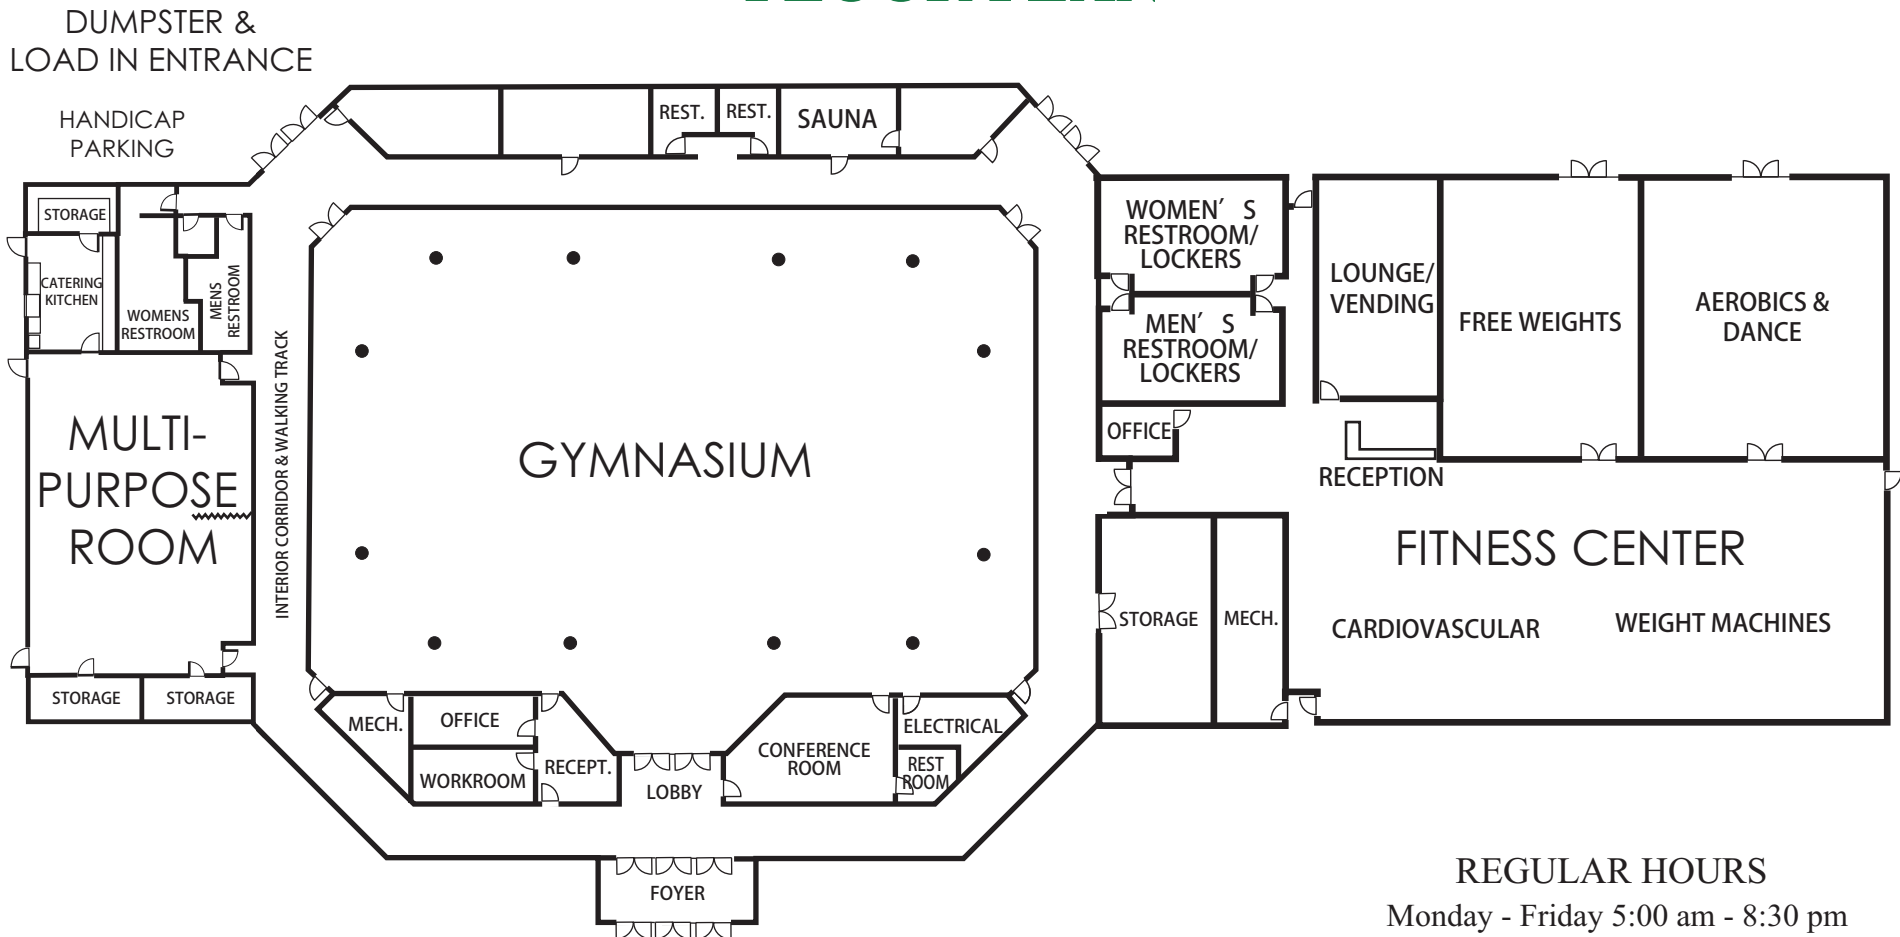 DUMPSTER &
LOAD IN ENTRANCE
HANDICAP
PARKING
REST.
REST.
SAUNA
STORAGE
CATERING
KITCHEN
WOMENS
RESTROOM
MENS
RESTROOM
WOMEN'S
RESTROOM/
LOCKERS
MEN'S
RESTROOM/
LOCKERS
LOUNGE/
VENDING
FREE WEIGHTS
AEROBICS &
DANCE
INTERIOR CORRIDOR & WALKING TRACK
MULTI-
PURPOSE
ROOM
GYMNASIUM
OFFICE
RECEPTION
FITNESS CENTER
STORAGE
MECH.
CARDIOVASCULAR
WEIGHT MACHINES
STORAGE
STORAGE
MECH.
OFFICE
WORKROOM
RECEPT.
LOBBY
CONFERENCE
ROOM
ELECTRICAL
REST
ROOM
FOYER
REGULAR HOURS
Monday - Friday 5:00 am - 8:30 pm